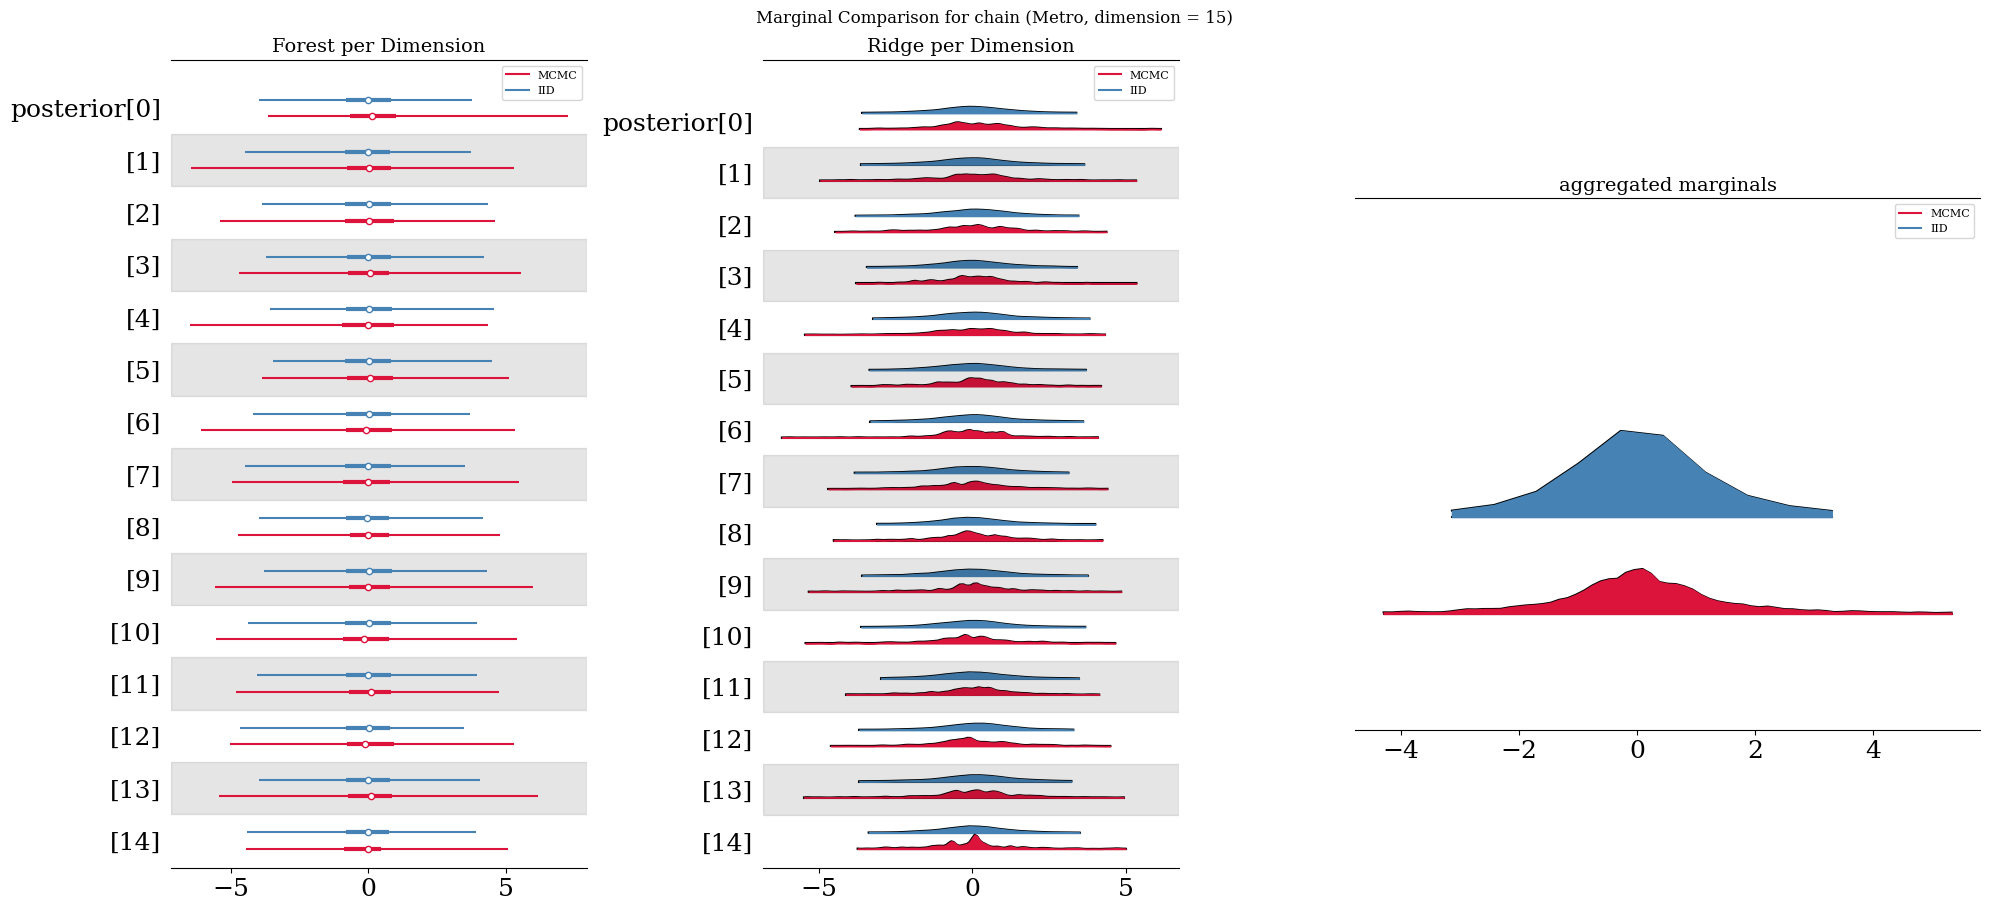 Marginal Comparison for chain (Metro, dimension = 15)
Forest per Dimension
MCMC
IID
posterior[0]
[1]
[2]
[3]
[4]
[5]
[6]
[7]
[8]
[9]
[10]
[11]
[12]
[13]
[14]
−5 0 5
Ridge per Dimension
MCMC
IID
posterior[0]
[1]
[2]
[3]
[4]
[5]
[6]
[7]
[8]
[9]
[10]
[11]
[12]
[13]
[14]
−5 0 5
aggregated marginals
MCMC
IID
−4 −2 0 2 4